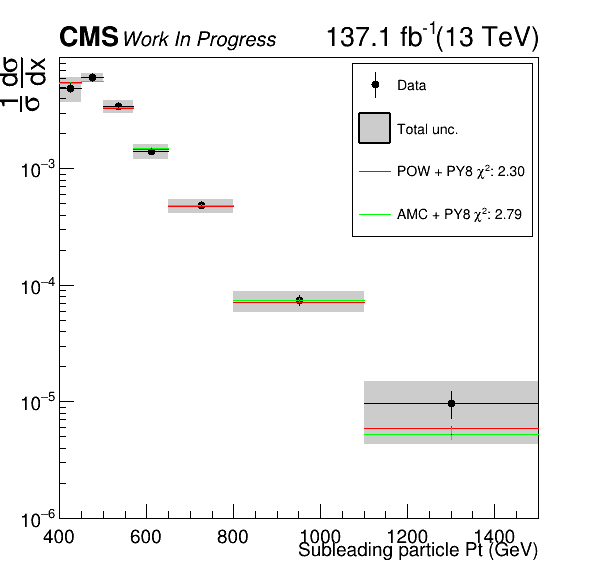 CMS Work In Progress 137.1 fb⁻¹(13 TeV)
1/σ dσ/dx
Data
Total unc.
POW + PY8 χ²: 2.30
AMC + PY8 χ²: 2.79
10⁻³
10⁻⁴
10⁻⁵
10⁻⁶
400 600 800 1000 1200 1400
Subleading particle Pt (GeV)